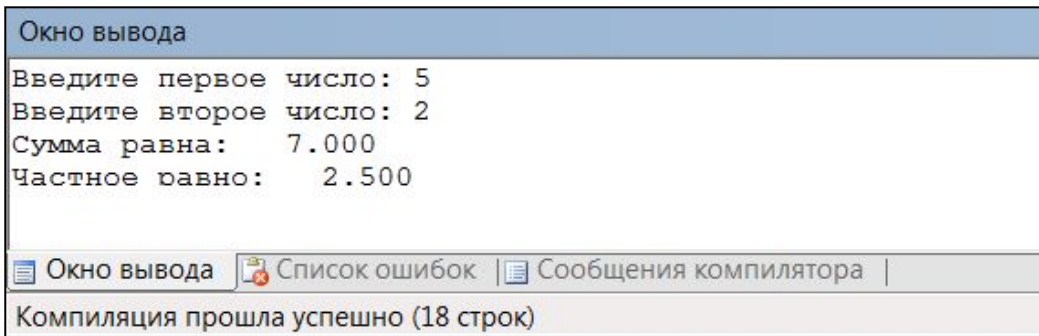 Окно вывода
Введите первое число: 5
Введите второе число: 2
Сумма равна:   7.000
Частное равно:   2.500
Окно вывода | Список ошибок | Сообщения компилятора |
Компиляция прошла успешно (18 строк)